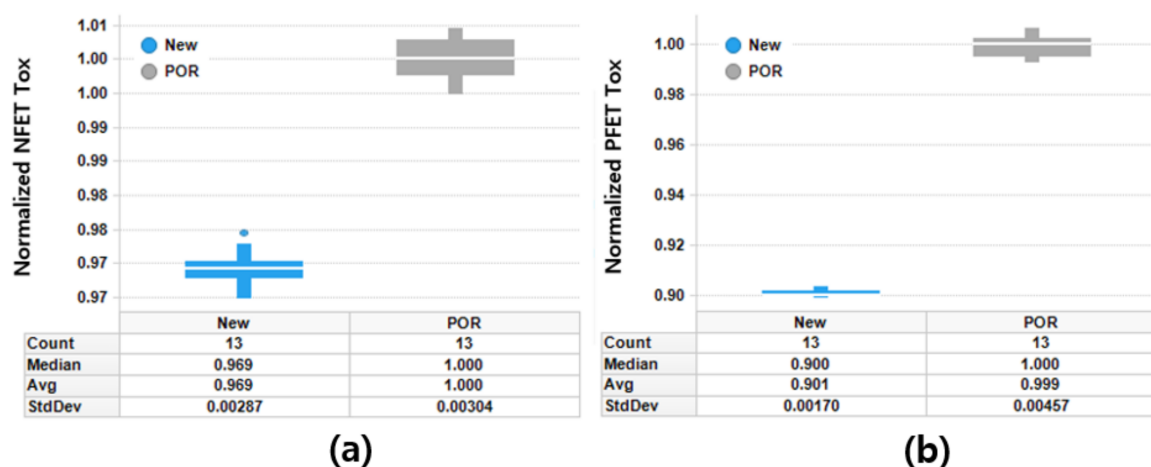 Normalized NFET Tox
1.01
1.00
1.00
0.99
0.99
0.98
0.98
0.97
0.97
New
POR
New POR
Count 13 13
Median 0.969 1.000
Avg 0.969 1.000
StdDev 0.00287 0.00304
(a)
Normalized PFET Tox
1.00
0.98
0.96
0.94
0.92
0.90
New
POR
New POR
Count 13 13
Median 0.900 1.000
Avg 0.901 0.999
StdDev 0.00170 0.00457
(b)